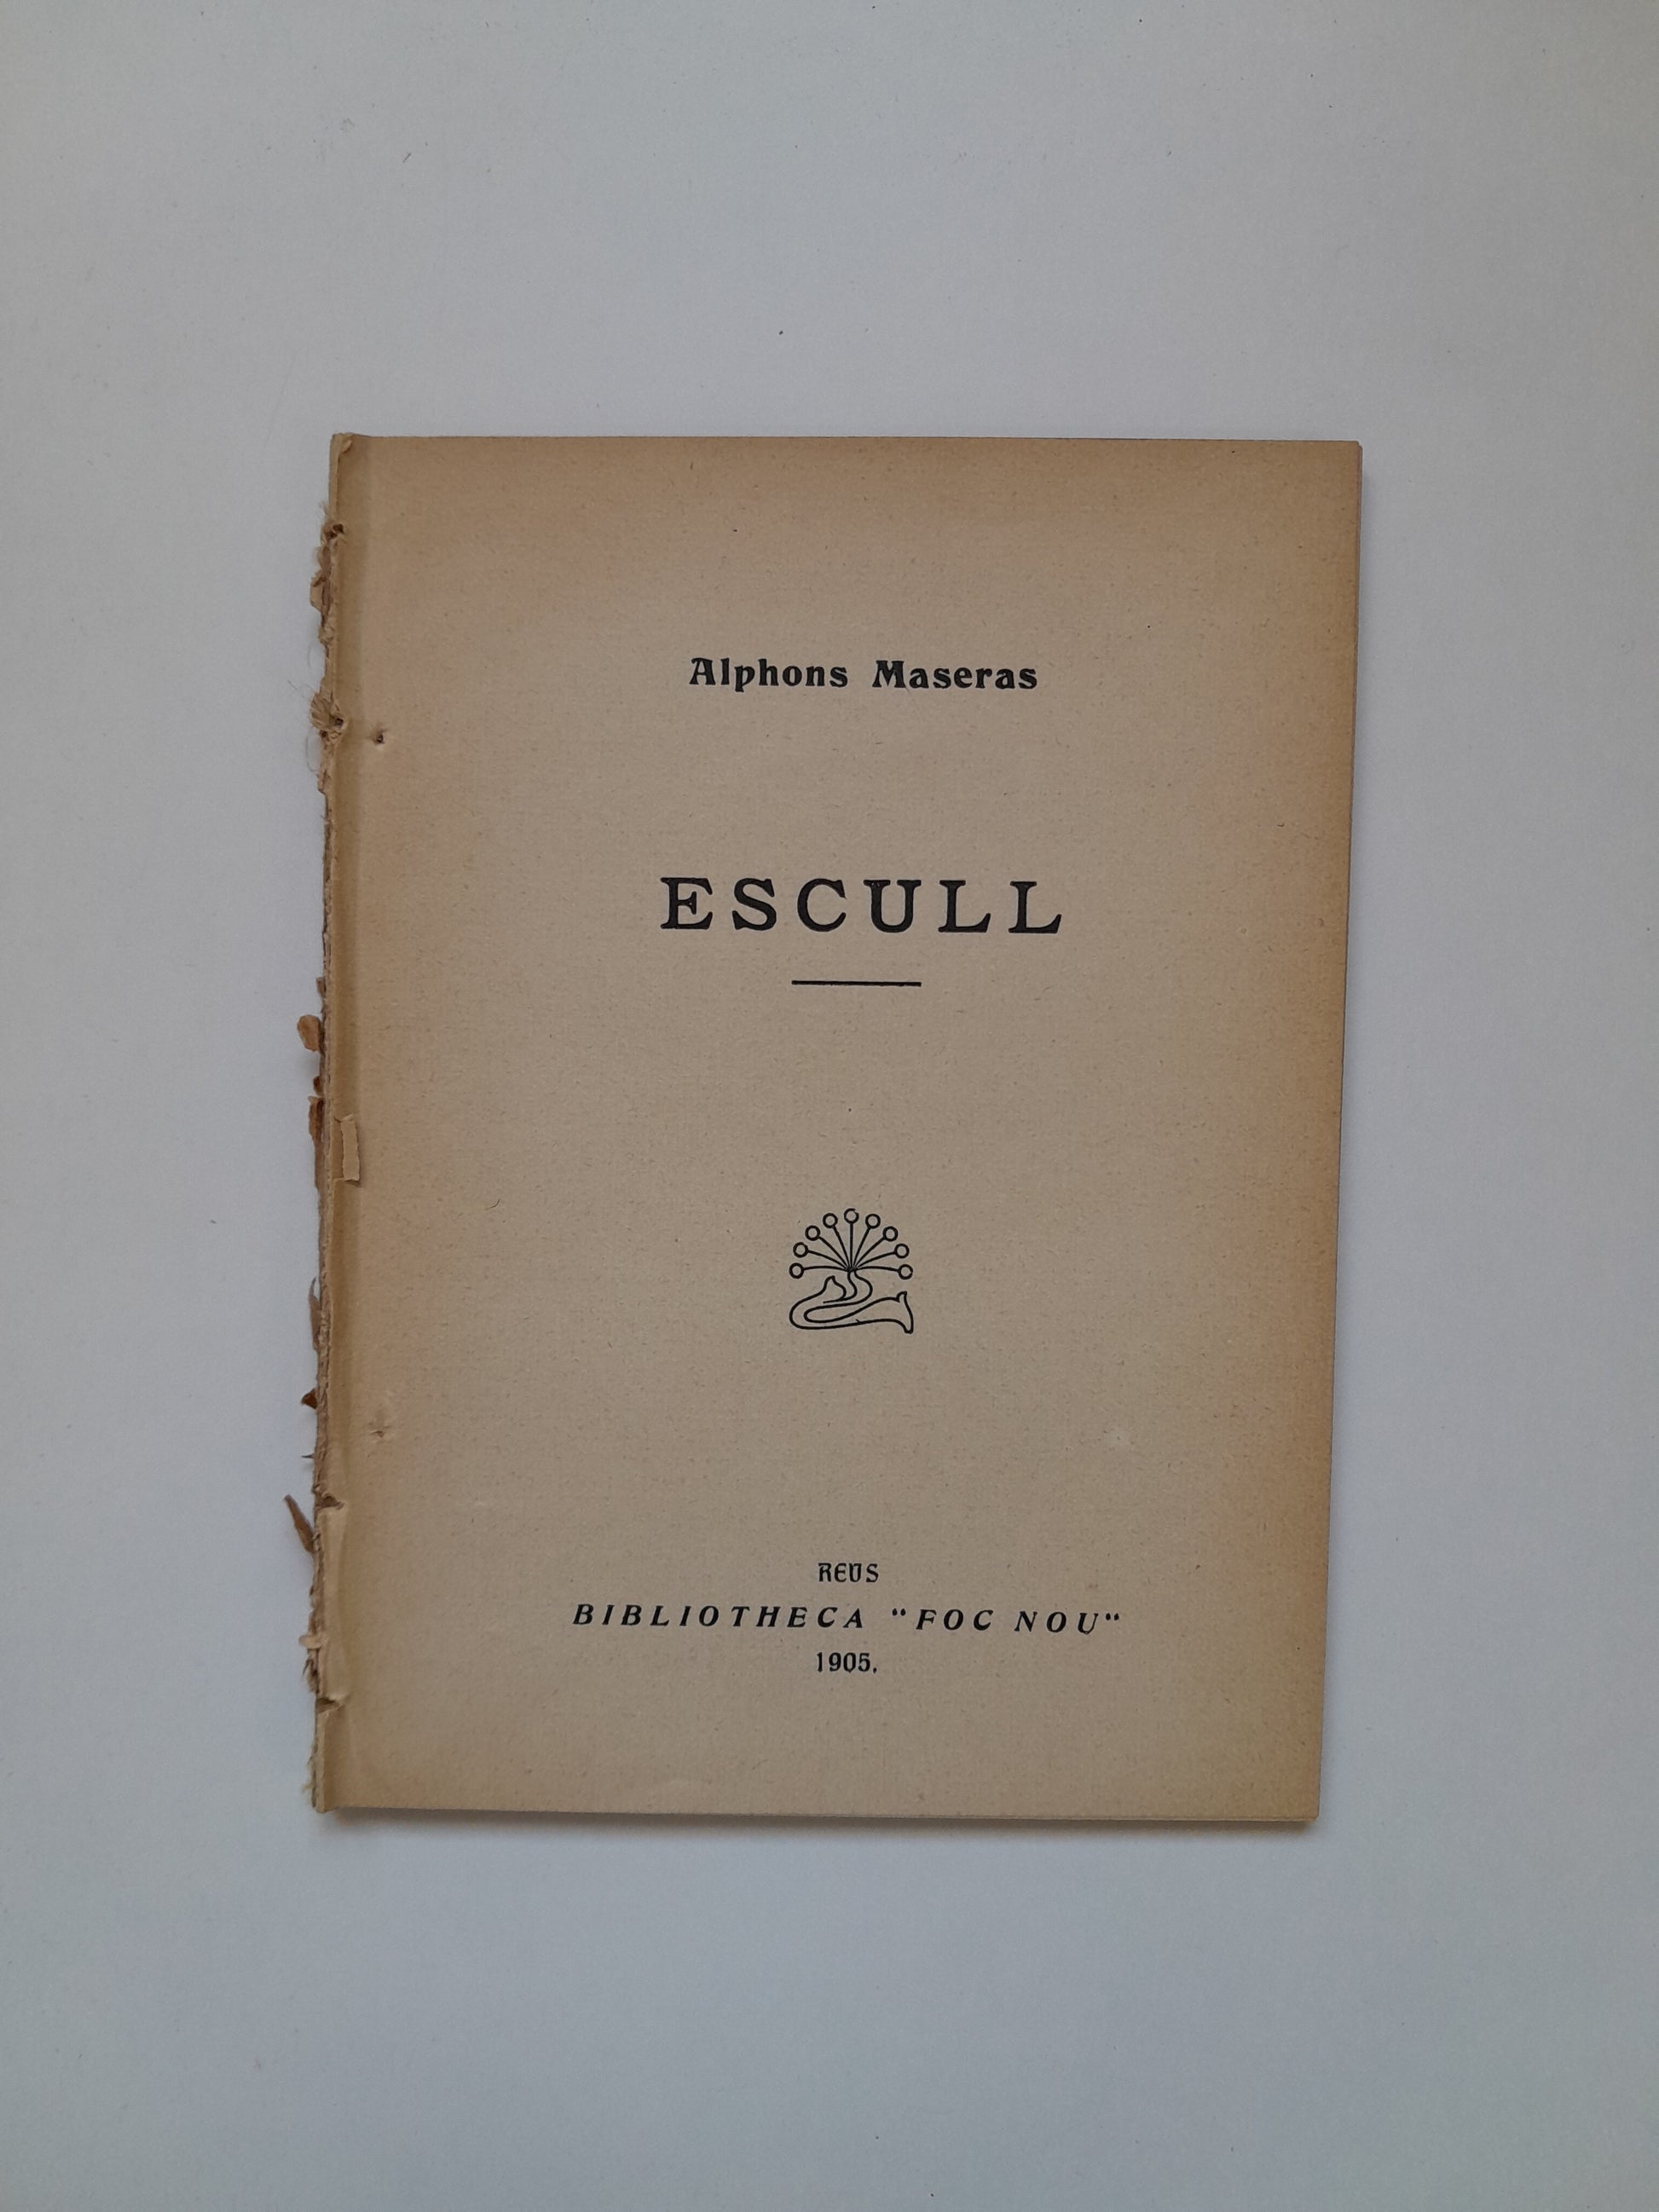 Alphons Maseras
ESCULL
REUS
BIBLIOTHECA "FOC NOU"
1905.